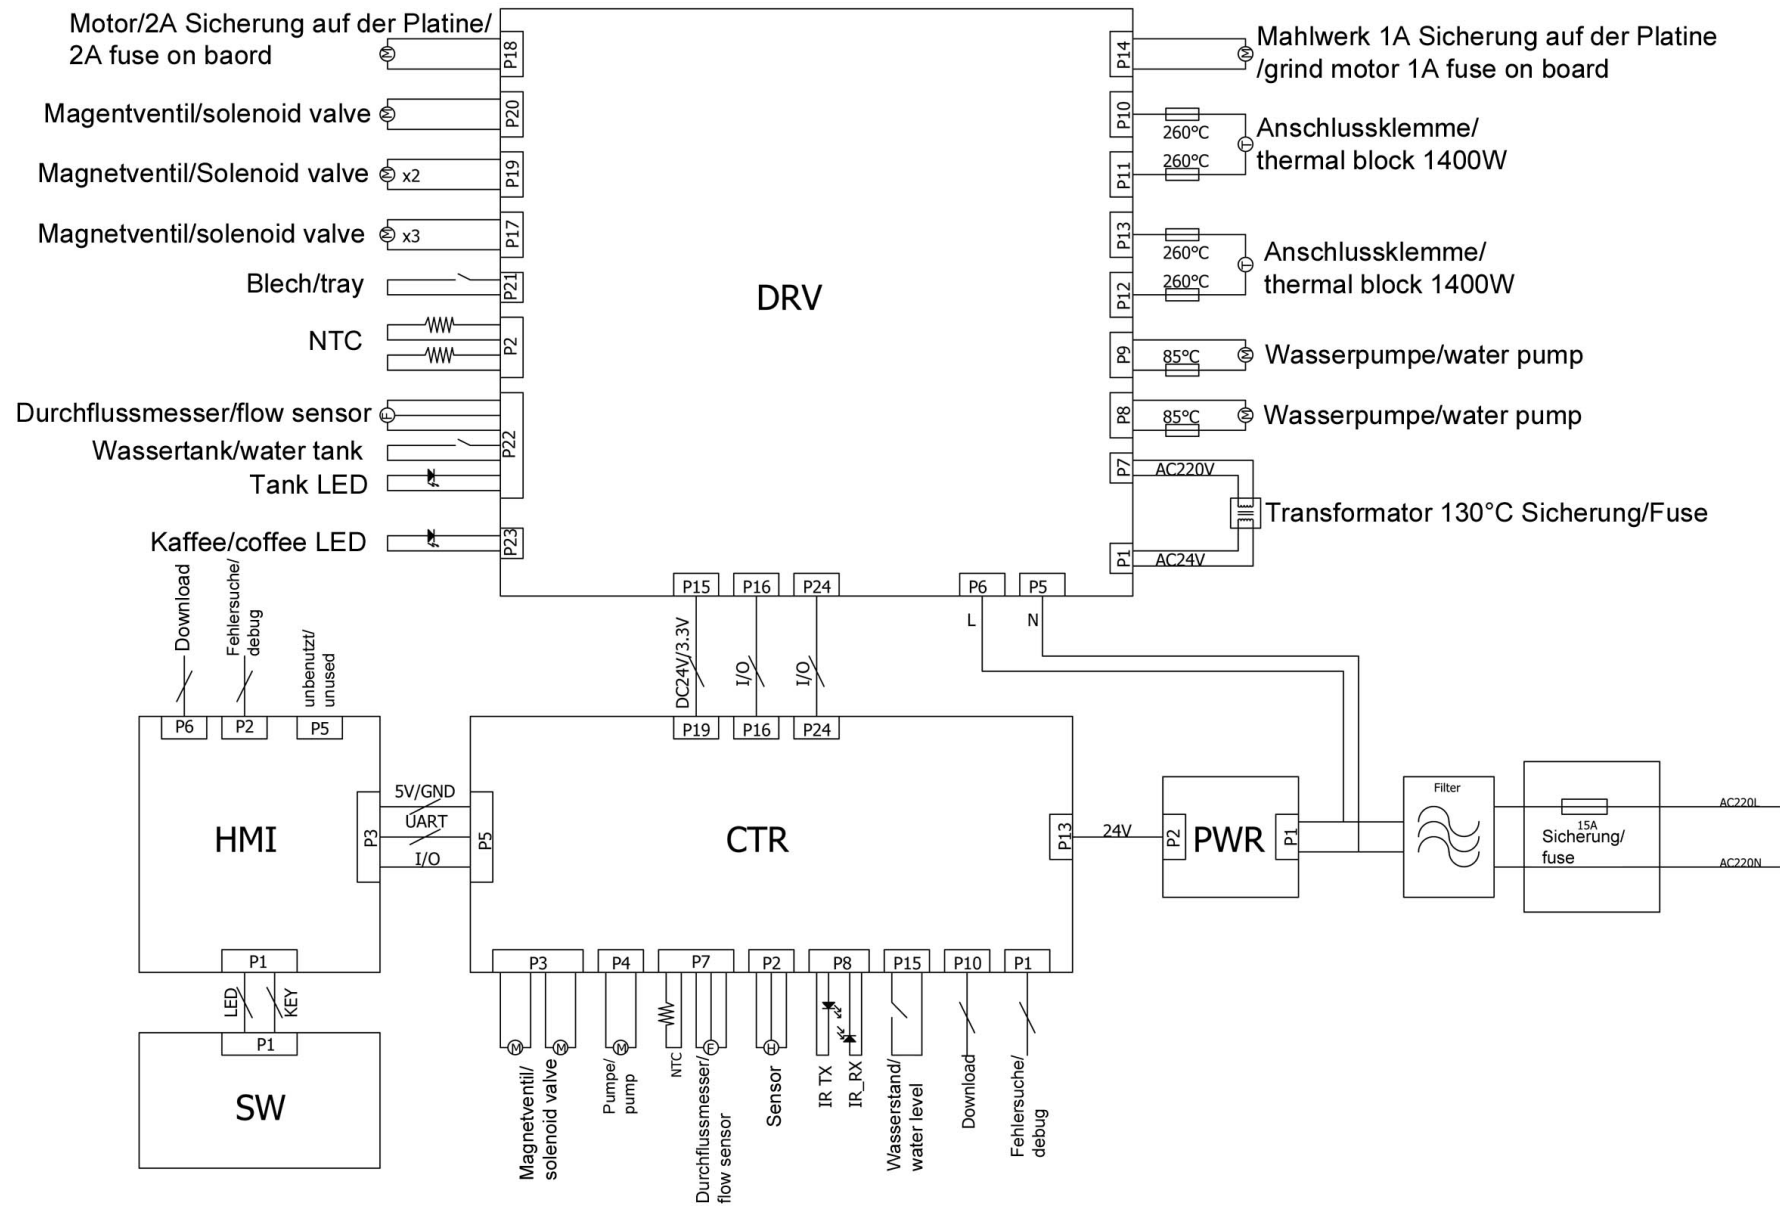 Motor/2A Sicherung auf der Platine/
2A fuse on baord
M
P18
Magentventil/solenoid valve
M
P20
Magnetventil/Solenoid valve
M
x2
P19
Magnetventil/solenoid valve
M
x3
P17
Blech/tray
P21
NTC
P2
Durchflussmesser/flow sensor
F
Wassertank/water tank
P22
Tank LED
Kaffee/coffee LED
P23
DRV
P14
M
Mahlwerk 1A Sicherung auf der Platine
/grind motor 1A fuse on board
P10
260°C
260°C
P11
T
Anschlussklemme/
thermal block 1400W
P13
260°C
260°C
P12
T
Anschlussklemme/
thermal block 1400W
P9
85°C
M
Wasserpumpe/water pump
P8
85°C
M
Wasserpumpe/water pump
P7
AC220V
Transformator 130°C Sicherung/Fuse
P1
AC24V
P15
P16
P24
P6
P5
L
N
DC24V/3.3V
I/O
I/O
Download
Fehlersuche/
debug
unbenutzt/
unused
P6
P2
P5
HMI
P3
5V/GND
UART
I/O
P5
P1
LED
KEY
P1
SW
P19
P16
P24
CTR
P13
24V
P2
PWR
P1
Filter
15A
Sicherung/
fuse
AC220L
AC220N
P3
P4
P7
P2
P8
P15
P10
P1
M
M
M
F
H
Magnetventil/
solenoid valve
Pumpe/
pump
NTC
Durchflussmesser/
flow sensor
Sensor
IR TX
IR_RX
Wasserstand/
water level
Download
Fehlersuche/
debug